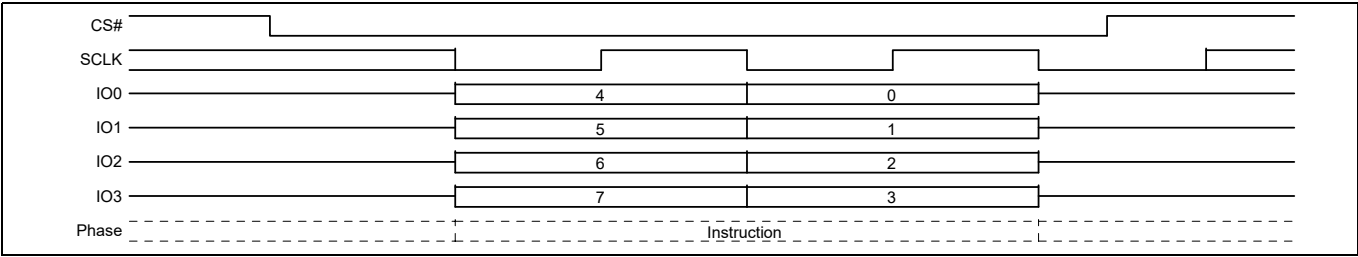 CS#
SCLK
IO0 4 0
IO1 5 1
IO2 6 2
IO3 7 3
Phase Instruction